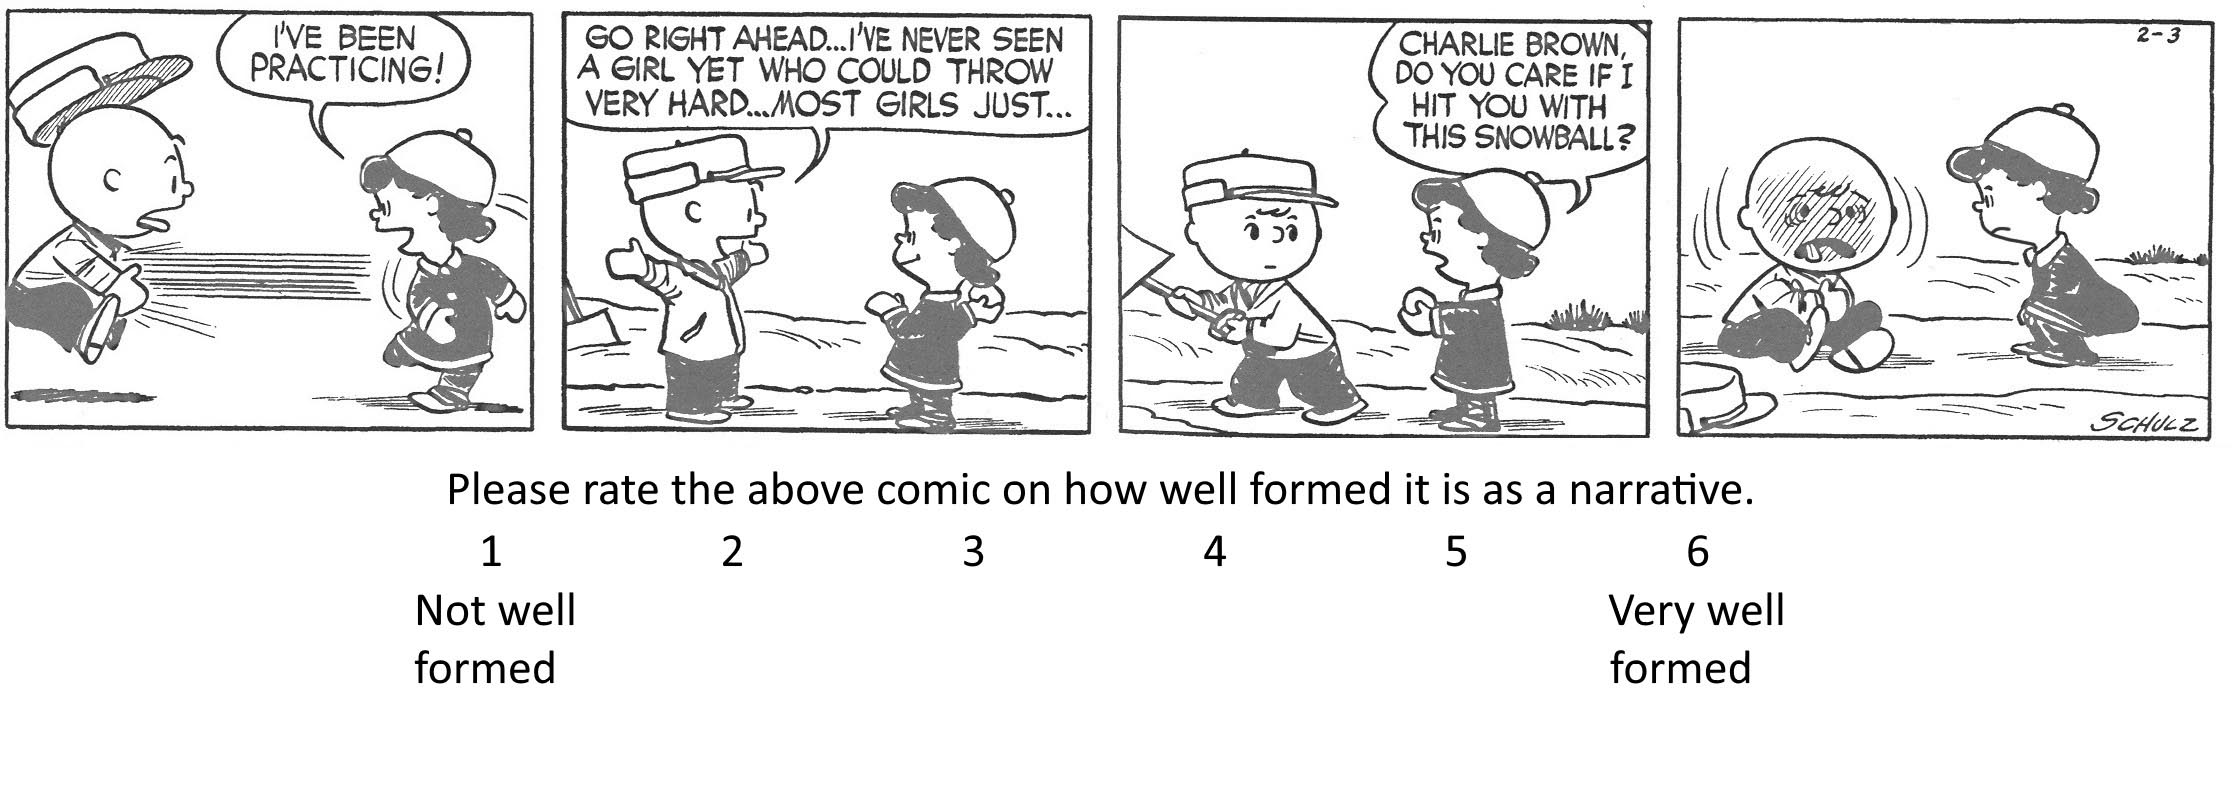 I'VE BEEN
PRACTICING!
GO RIGHT AHEAD...I'VE NEVER SEEN
A GIRL YET WHO COULD THROW
VERY HARD...MOST GIRLS JUST...
CHARLIE BROWN,
DO YOU CARE IF I
HIT YOU WITH
THIS SNOWBALL?
2-3
SCHULZ
Please rate the above comic on how well formed it is as a narrative.
1 2 3 4 5 6
Not well
formed
Very well
formed